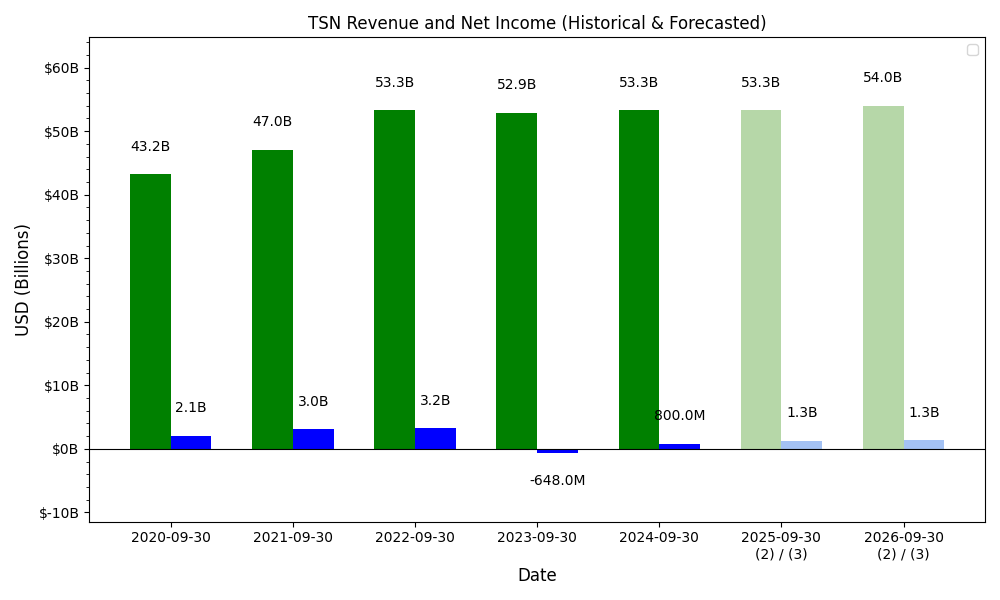 TSN Revenue and Net Income (Historical & Forecasted)
USD (Billions)
$60B
$50B
$40B
$30B
$20B
$10B
$0B
$-10B
43.2B
2.1B
47.0B
3.0B
53.3B
3.2B
52.9B
-648.0M
53.3B
800.0M
53.3B
1.3B
54.0B
1.3B
2020-09-30
2021-09-30
2022-09-30
2023-09-30
2024-09-30
2025-09-30
(2) / (3)
2026-09-30
(2) / (3)
Date